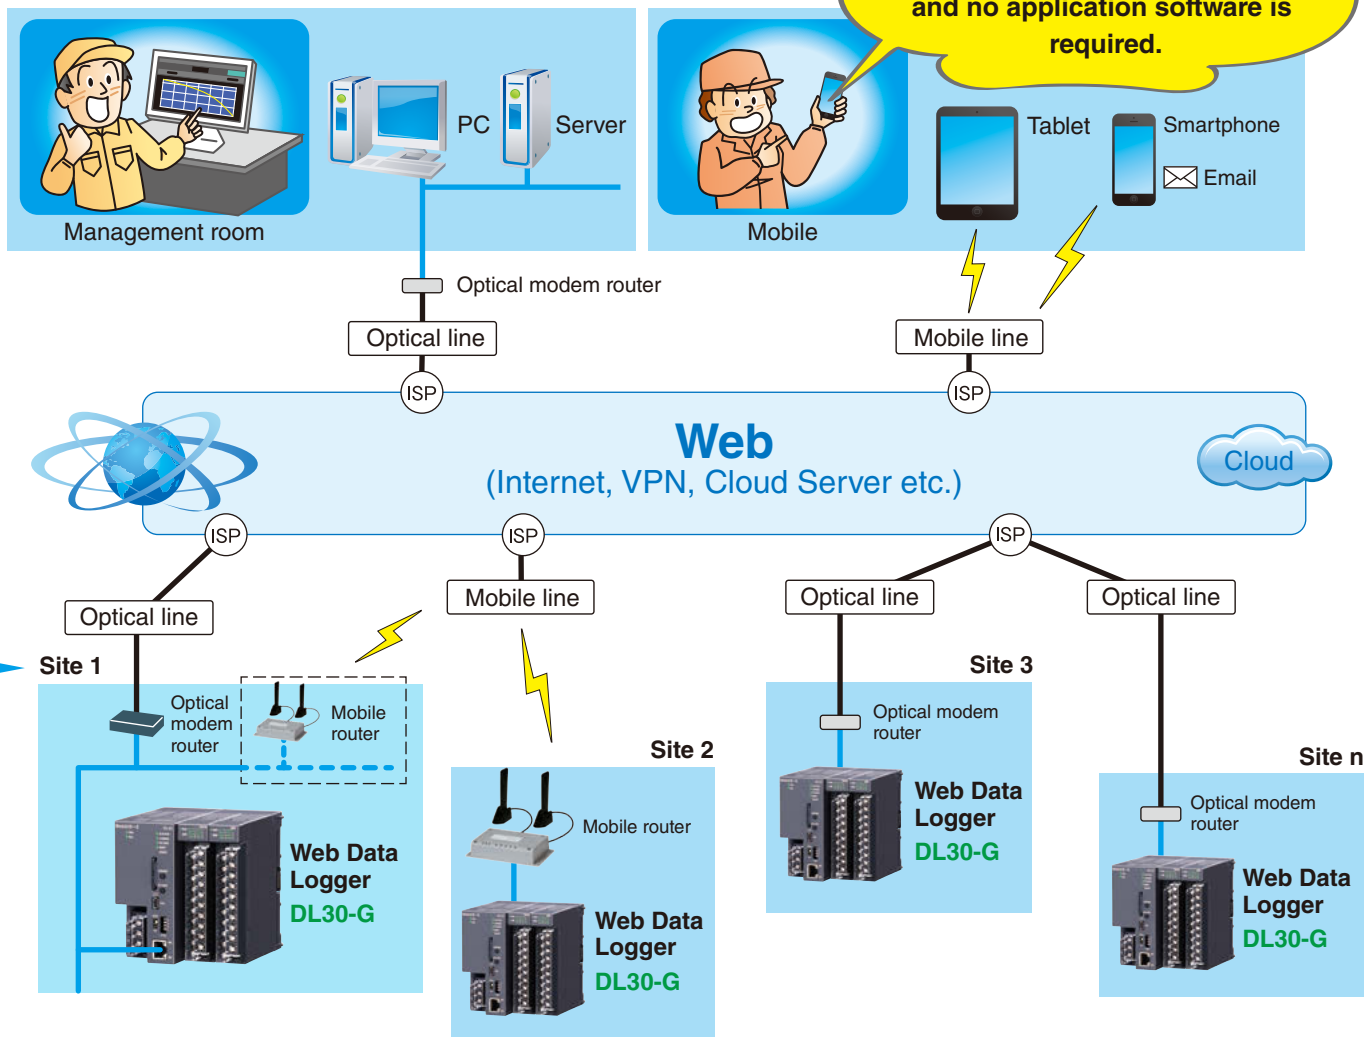 and no application software is
required.
PC
Server
Management room
Tablet
Smartphone
Email
Mobile
Optical modem router
Optical line
Mobile line
ISP
ISP
Web
(Internet, VPN, Cloud Server etc.)
Cloud
ISP
ISP
ISP
Optical line
Mobile line
Optical line
Optical line
Site 1
Optical
modem
router
Mobile
router
Web Data
Logger
DL30-G
Site 2
Mobile router
Web Data
Logger
DL30-G
Site 3
Optical modem
router
Web Data
Logger
DL30-G
Site n
Optical modem
router
Web Data
Logger
DL30-G